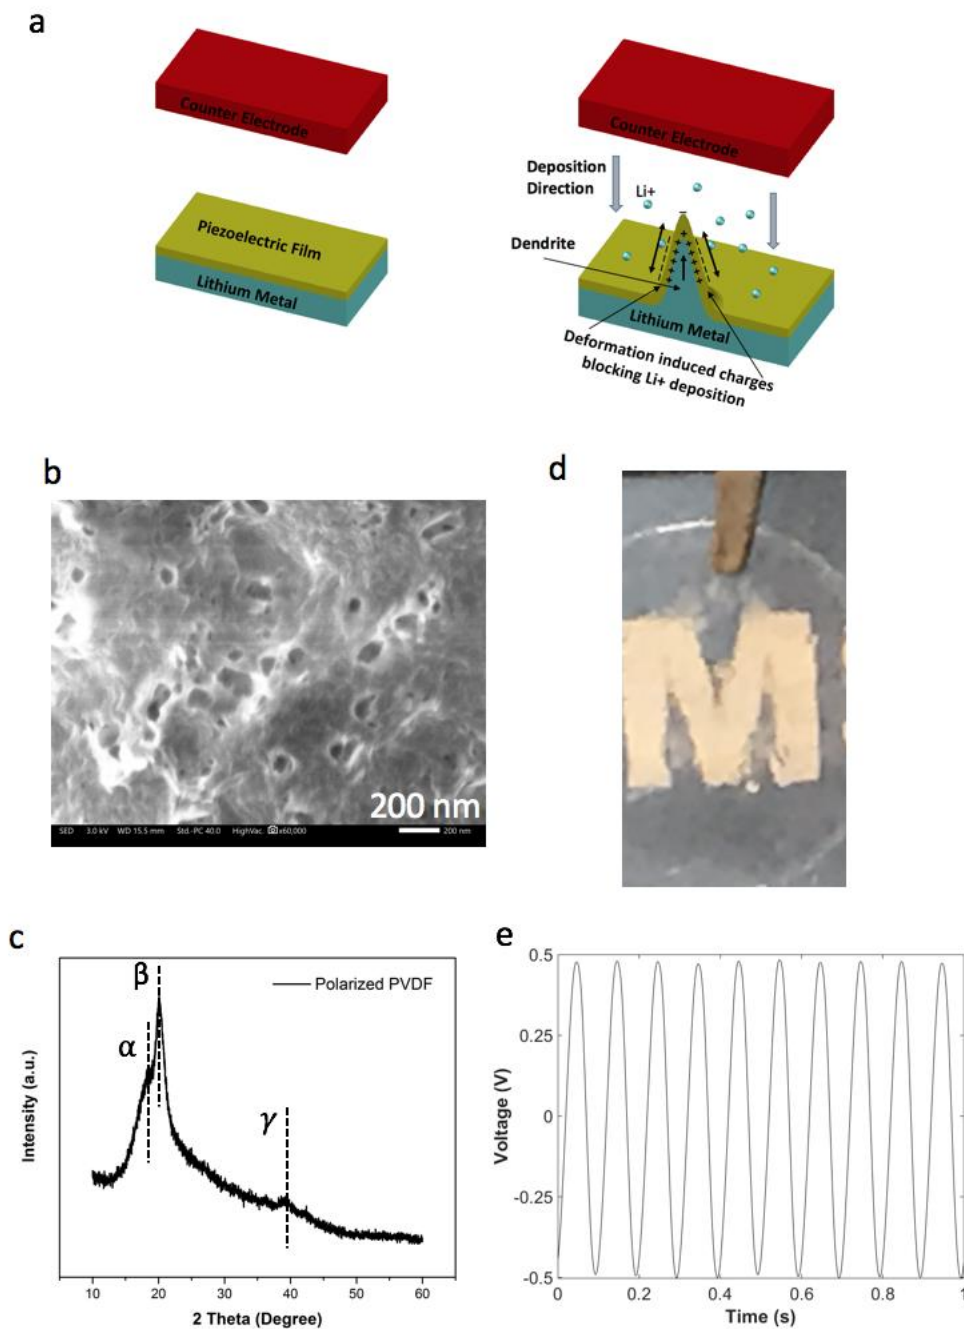 a
Counter Electrode
Piezoelectric Film
Lithium Metal
Counter Electrode
Deposition
Direction
Li+
Dendrite
Lithium Metal
Deformation induced charges
blocking Li+ deposition
b
200 nm
SED 3.0 kV WD 15.5 mm Std.-PC 40.0 HighVac. x60,000 200 nm
d
M
c
β
α
γ
Polarized PVDF
Intensity (a.u.)
10 20 30 40 50 60
2 Theta (Degree)
e
0.5
0.25
0
-0.25
-0.5
Voltage (V)
0 0.2 0.4 0.6 0.8 1
Time (s)